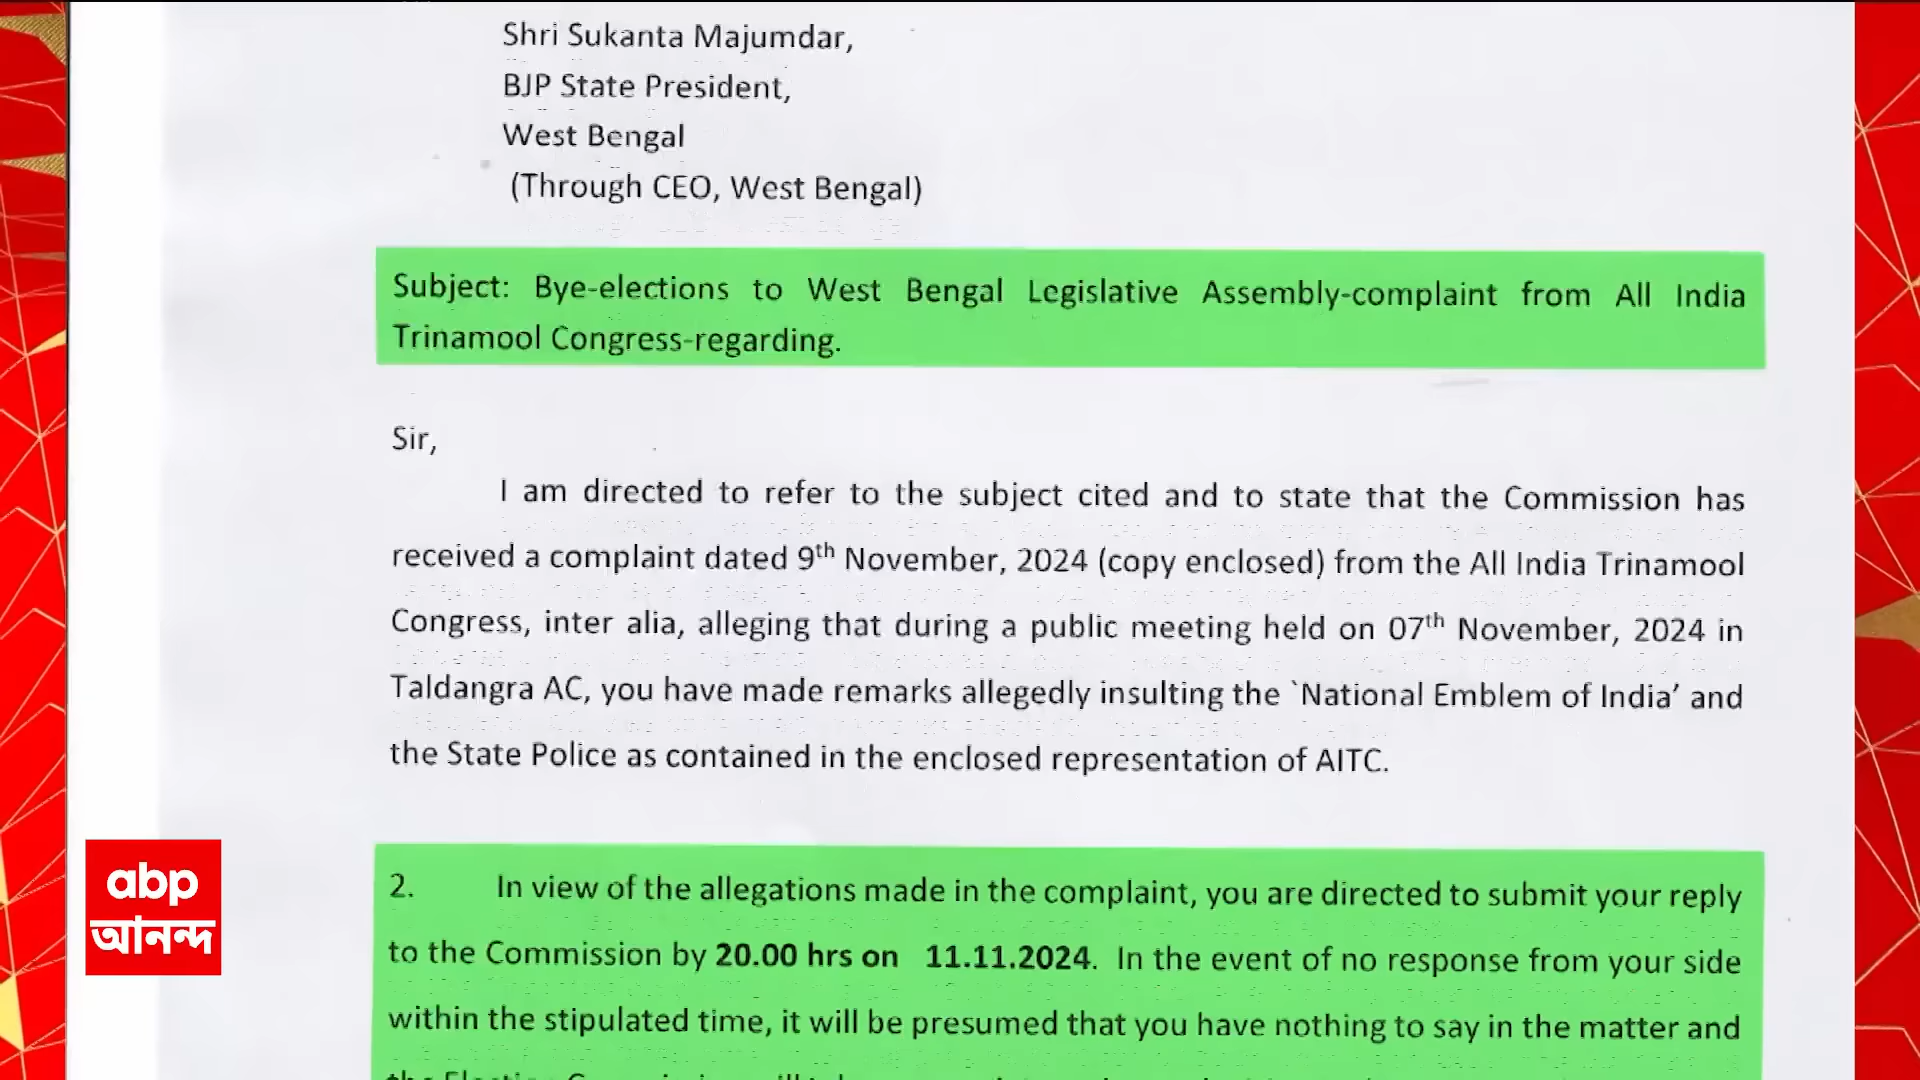 Shri Sukanta Majumdar,
BJP State President,
West Bengal
(Through CEO, West Bengal)
Subject: Bye-elections to West Bengal Legislative Assembly-complaint from All India
Trinamool Congress-regarding.
Sir,
I am directed to refer to the subject cited and to state that the Commission has
received a complaint dated 9th November, 2024 (copy enclosed) from the All India Trinamool
Congress, inter alia, alleging that during a public meeting held on 07th November, 2024 in
Taldangra AC, you have made remarks allegedly insulting the `National Emblem of India’ and
the State Police as contained in the enclosed representation of AITC.
2. In view of the allegations made in the complaint, you are directed to submit your reply
to the Commission by 20.00 hrs on 11.11.2024. In the event of no response from your side
within the stipulated time, it will be presumed that you have nothing to say in the matter and
abp
আনন্দ